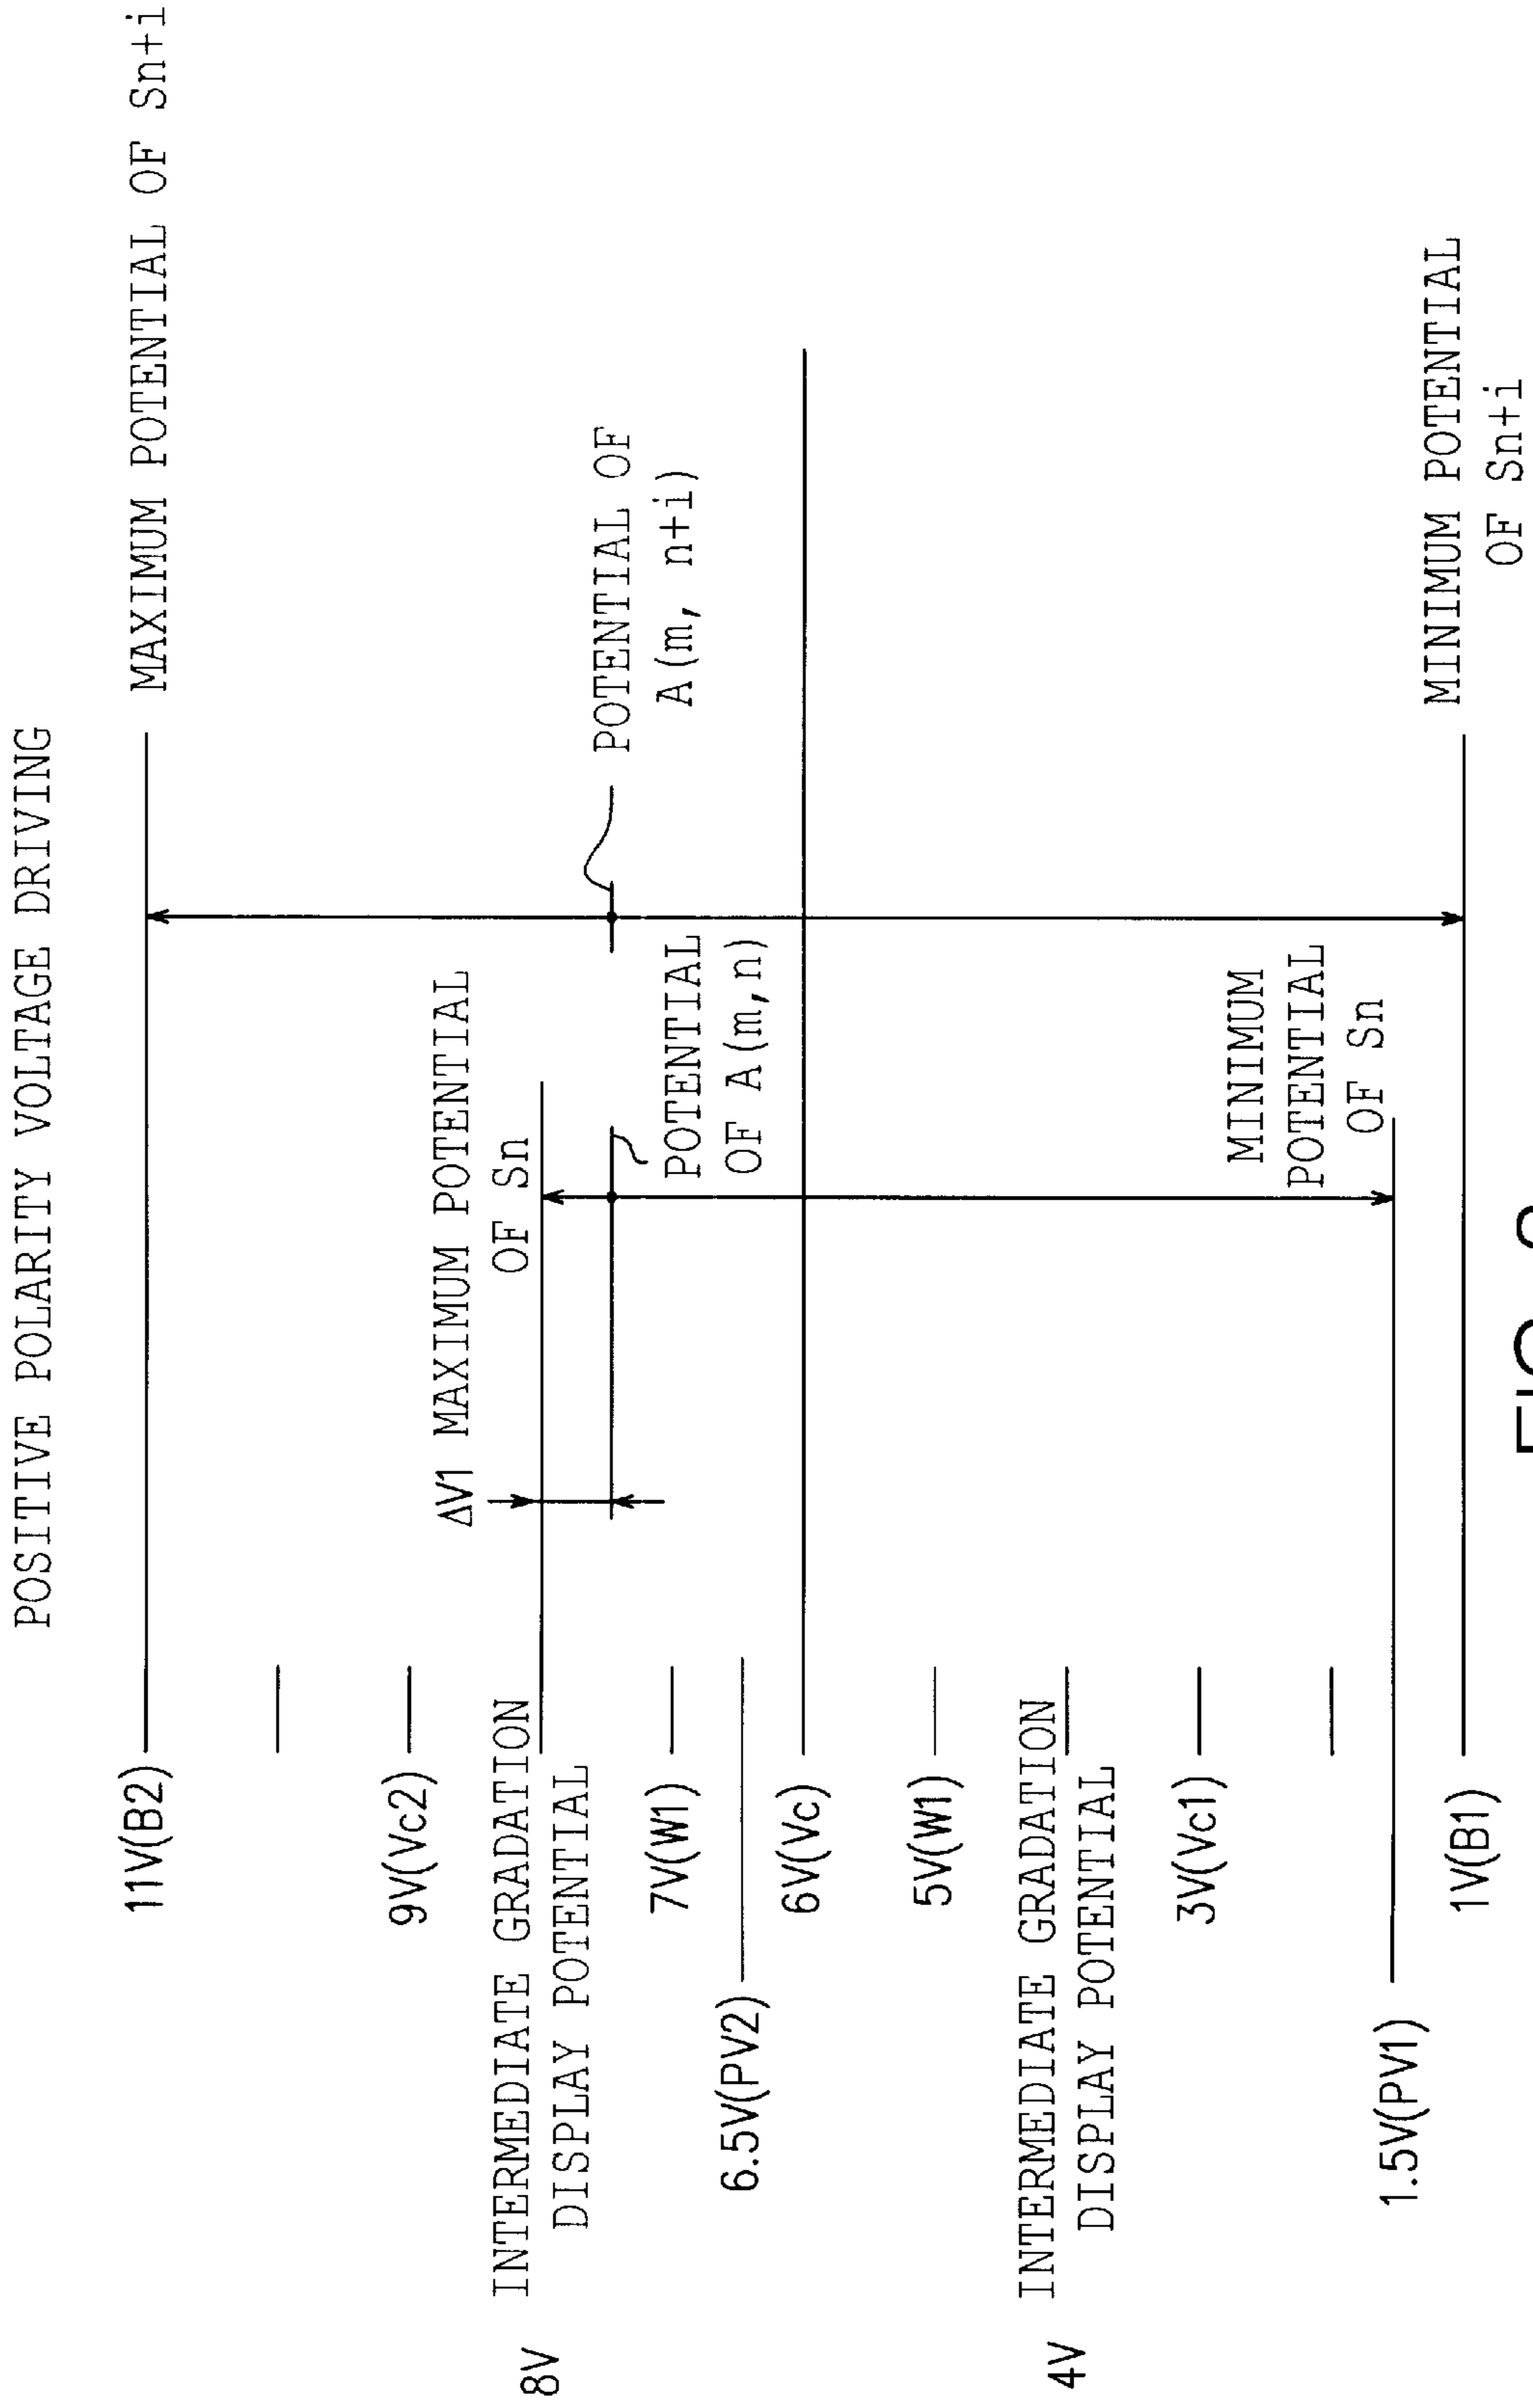 POSITIVE POLARITY VOLTAGE DRIVING
11V(B2)
MAXIMUM POTENTIAL OF Sn+i
9V(Vc2)
ΔV1
MAXIMUM POTENTIAL
OF Sn
8V
INTERMEDIATE GRADATION
DISPLAY POTENTIAL
POTENTIAL OF
A(m, n+i)
7V(W1)
POTENTIAL
OF A(m,n)
6.5V(PV2)
6V(Vc)
5V(W1)
4V
INTERMEDIATE GRADATION
DISPLAY POTENTIAL
3V(Vc1)
MINIMUM
POTENTIAL
OF Sn
1.5V(PV1)
1V(B1)
MINIMUM POTENTIAL
OF Sn+i